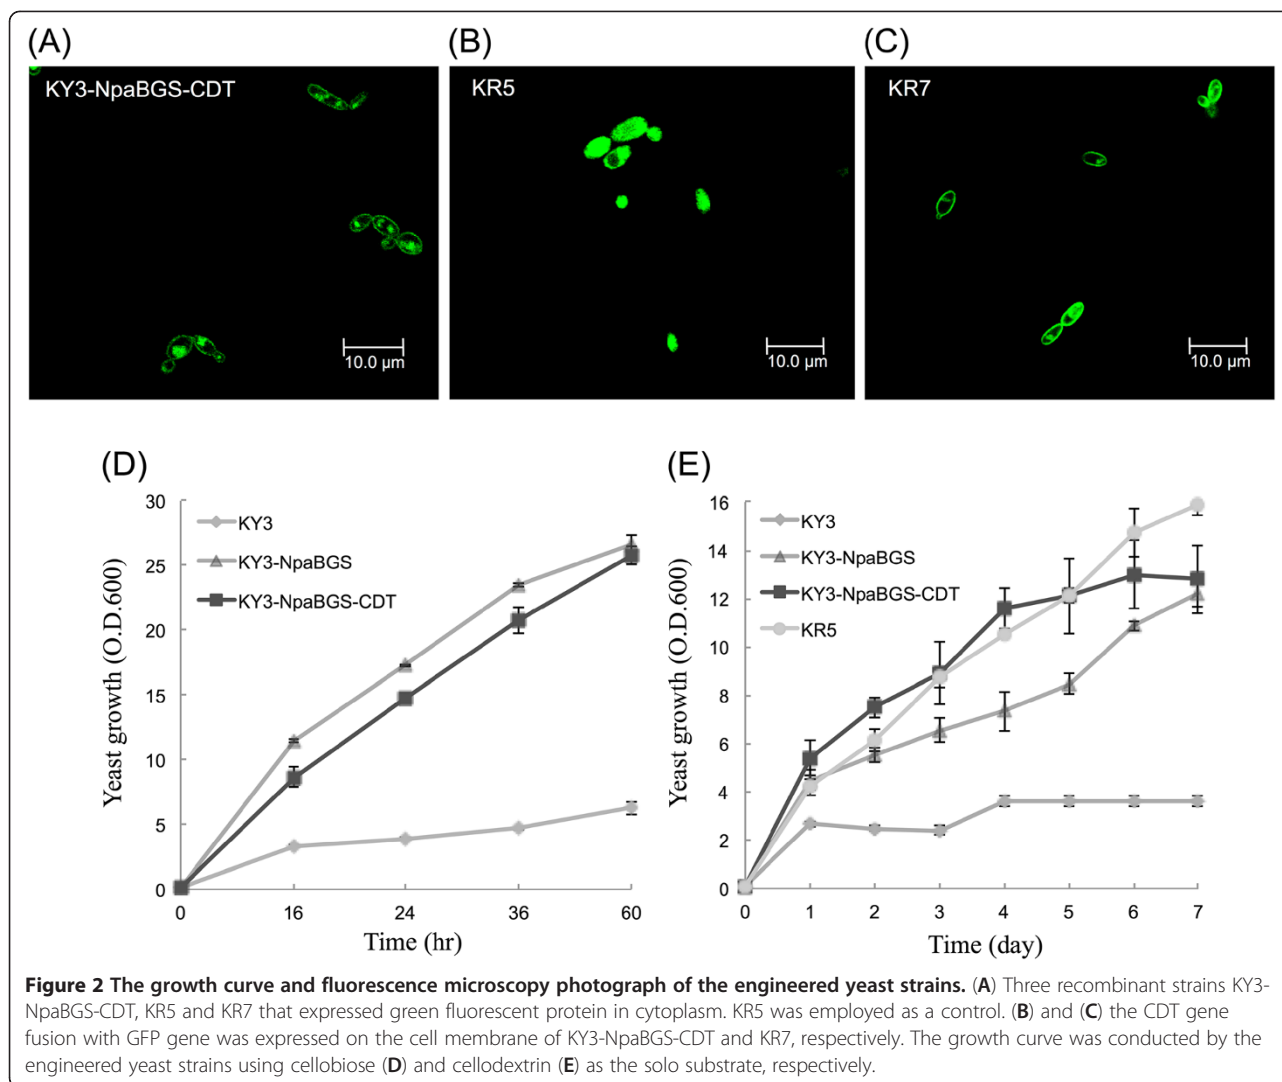 (A)
(B)
(C)
KY3-NpaBGS-CDT
KR5
KR7
10.0 µm
10.0 µm
10.0 µm
(D)
(E)
Yeast growth (O.D.600)
30
25
20
15
10
5
0
KY3
KY3-NpaBGS
KY3-NpaBGS-CDT
0 16 24 36 60
Time (hr)
Yeast growth (O.D.600)
16
14
12
10
8
6
4
2
0
KY3
KY3-NpaBGS
KY3-NpaBGS-CDT
KR5
0 1 2 3 4 5 6 7
Time (day)
Figure 2 The growth curve and fluorescence microscopy photograph of the engineered yeast strains. (A) Three recombinant strains KY3-
NpaBGS-CDT, KR5 and KR7 that expressed green fluorescent protein in cytoplasm. KR5 was employed as a control. (B) and (C) the CDT gene
fusion with GFP gene was expressed on the cell membrane of KY3-NpaBGS-CDT and KR7, respectively. The growth curve was conducted by the
engineered yeast strains using cellobiose (D) and cellodextrin (E) as the solo substrate, respectively.